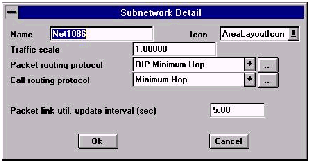 Subnetwork Detail
Name Net1086 Icon AreaLayoutIcon
Traffic scale 1.00000
Packet routing protocol RIP Minimum Hop ..
Call routing protocol Minimum Hop ..
Packet link util. update interval (sec) 5.00
Ok Cancel